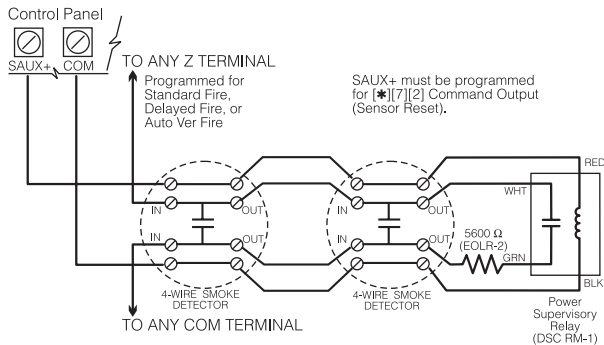 Control Panel
SAUX+ COM
TO ANY Z TERMINAL
Programmed for
Standard Fire,
Delayed Fire, or
Auto Ver Fire
SAUX+ must be programmed
for [✱][7][2] Command Output
(Sensor Reset).
RED
WHT
IN OUT IN OUT
IN OUT IN OUT
5600 Ω
(EOLR-2)
GRN
BLK
4-WIRE SMOKE
DETECTOR
4-WIRE SMOKE
DETECTOR
Power
Supervisory
Relay
(DSC RM-1)
TO ANY COM TERMINAL